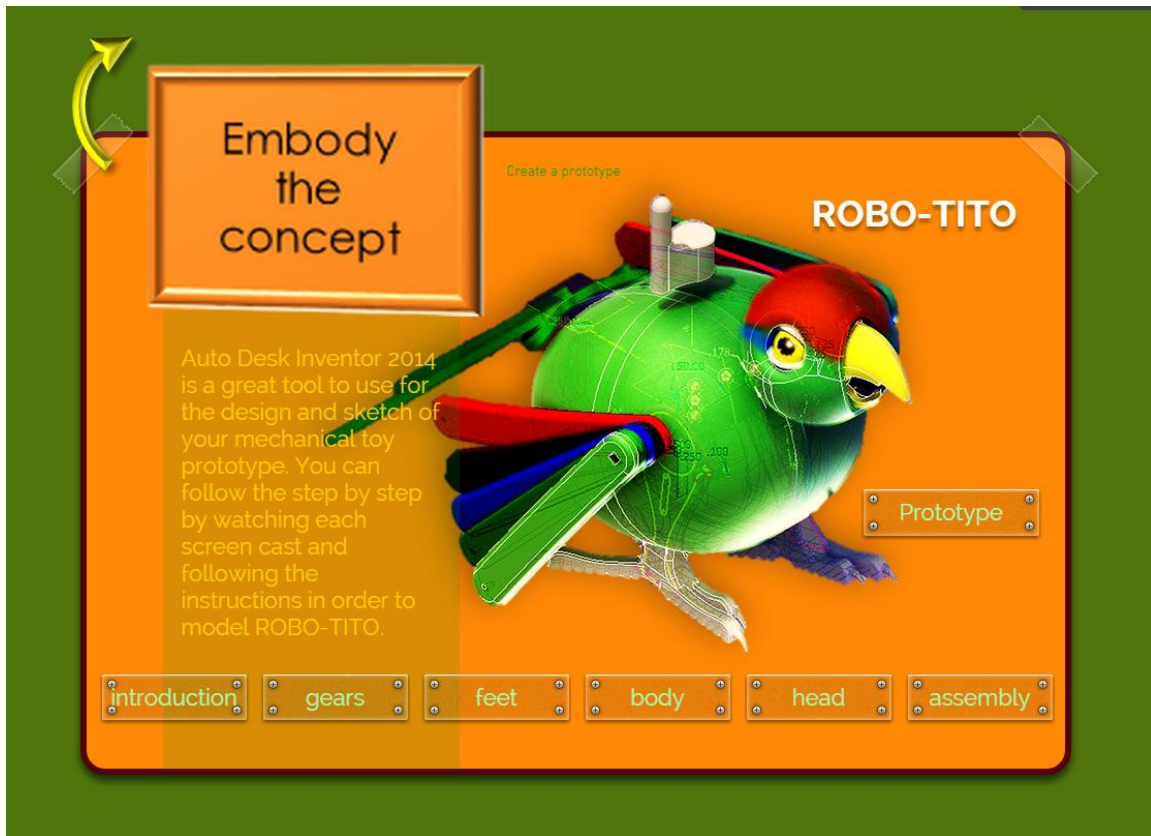 Embody
the
concept
Create a prototype
ROBO-TITO
Auto Desk Inventor 2014
is a great tool to use for
the design and sketch of
your mechanical toy
prototype. You can
follow the step by step
by watching each
screen cast and
following the
instructions in order to
model ROBO-TITO.
Prototype
introduction
gears
feet
body
head
assembly